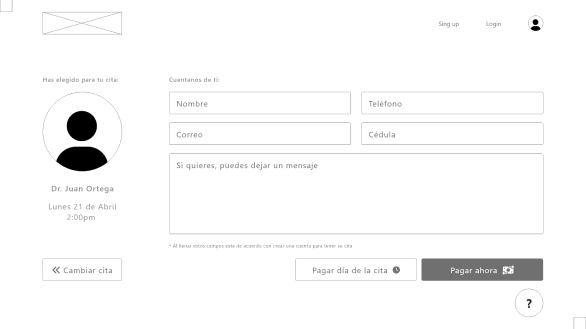 Sing up
Login
Has elegido para tu cita:
Cuentanos de ti:
Nombre
Teléfono
Correo
Cédula
Si quieres, puedes dejar un mensaje
Dr. Juan Ortega
Lunes 21 de Abril
2:00pm
* Al llenar estos campos esta de acuerdo con crear una cuenta para tener su cita
Cambiar cita
Pagar día de la cita
Pagar ahora
?